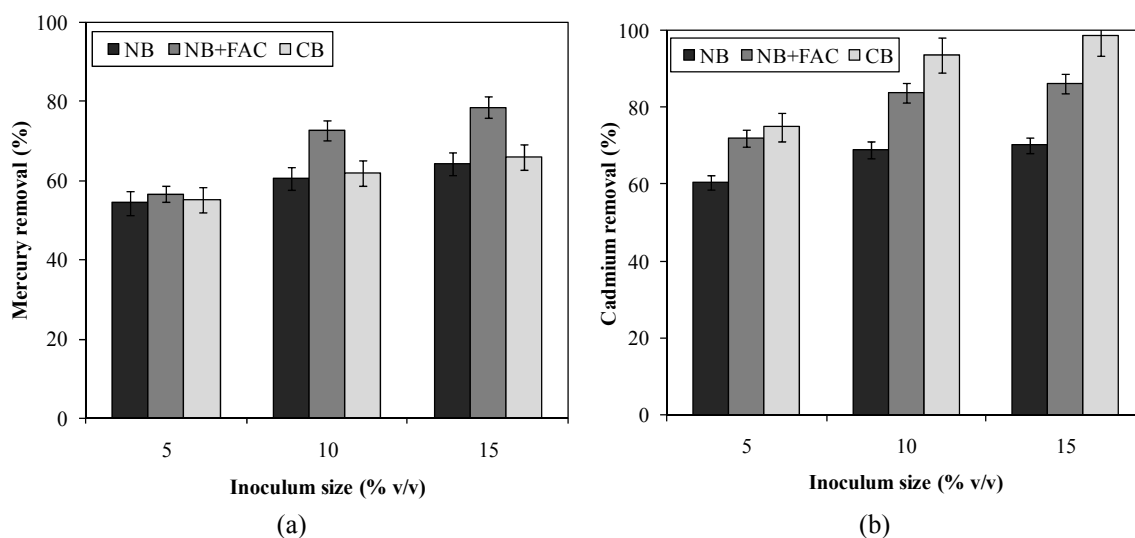 100
80
60
40
20
0
Mercury removal (%)
NB NB+FAC CB
5 10 15
Inoculum size (% v/v)
(a)
100
80
60
40
20
0
Cadmium removal (%)
NB NB+FAC CB
5 10 15
Inoculum size (% v/v)
(b)